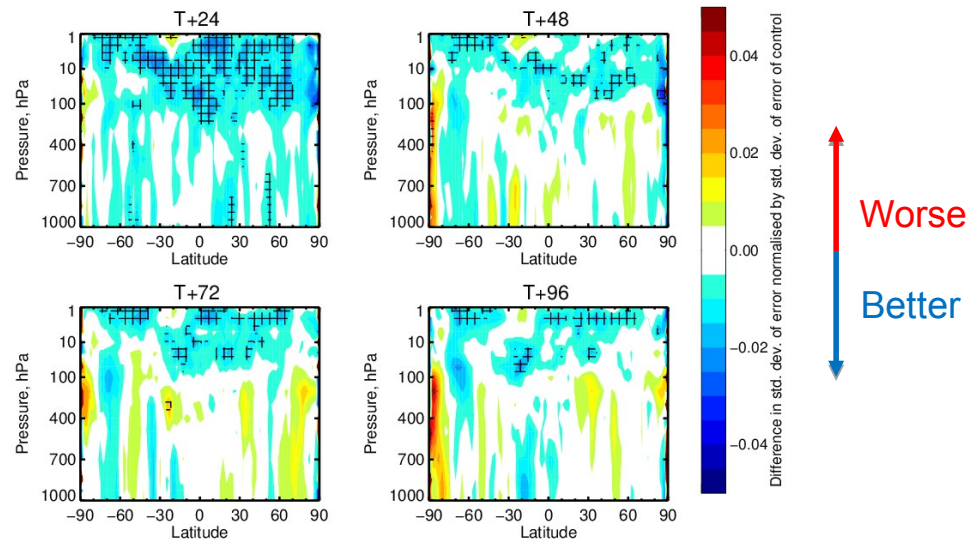 T+24
T+48
1
10
100
400
700
1000
Pressure, hPa
−90 −60 −30 0 30 60 90
Latitude
1
10
100
400
700
1000
Pressure, hPa
−90 −60 −30 0 30 60 90
Latitude
T+72
T+96
1
10
100
400
700
1000
Pressure, hPa
−90 −60 −30 0 30 60 90
Latitude
1
10
100
400
700
1000
Pressure, hPa
−90 −60 −30 0 30 60 90
Latitude
0.04
0.02
0.00
−0.02
−0.04
Difference in std. dev. of error normalised by std. dev. of error of control
Worse
Better